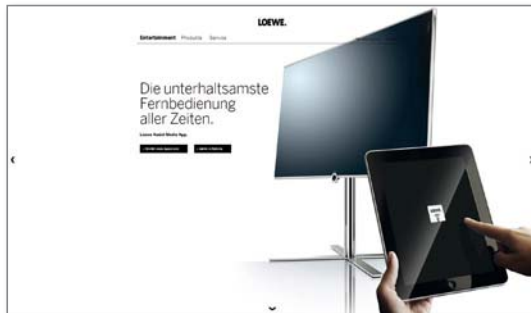 LOEWE.
Entertainment Produkte Service
Die unterhaltsamste
Fernbedienung
aller Zeiten.
Loewe Assist Media App.